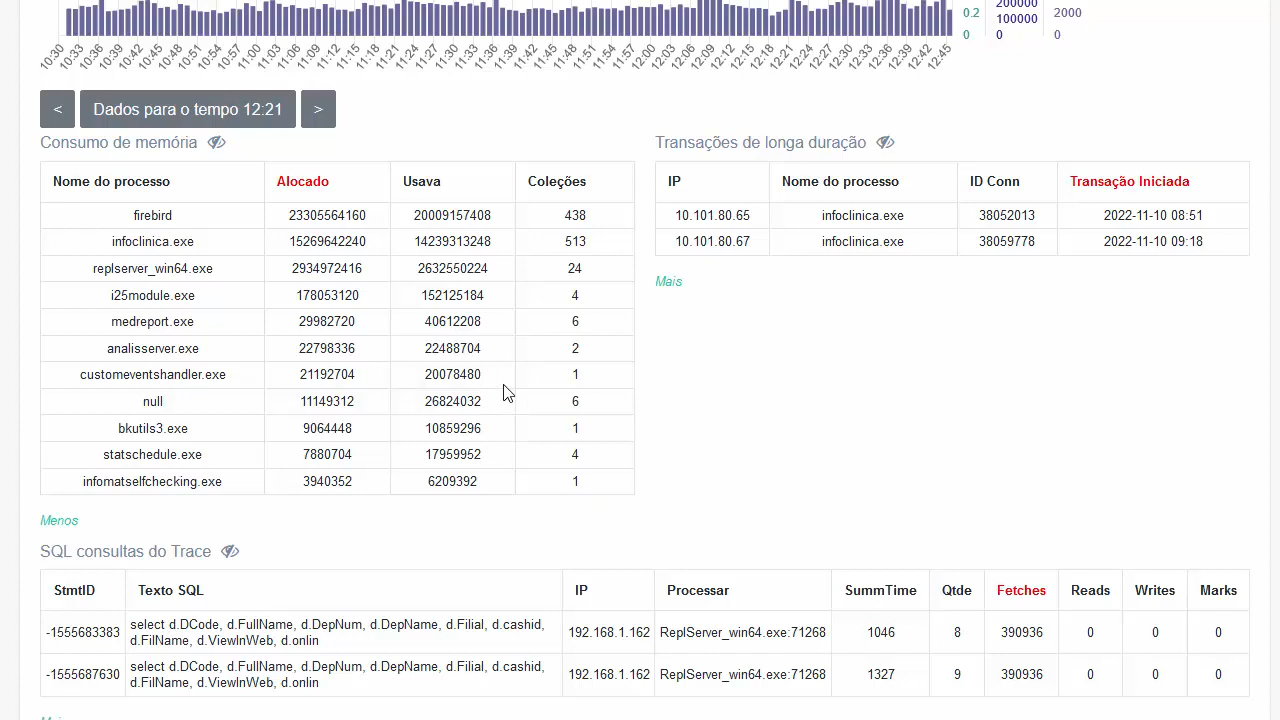 200000
0.2 100000 2000
0 0 0
10:30 10:33 10:36 10:39 10:42 10:45 10:48 10:51 10:54 10:57 11:00 11:03 11:06 11:09 11:12 11:15 11:18 11:21 11:24 11:27 11:30 11:33 11:36 11:39 11:42 11:45 11:48 11:51 11:54 11:57 12:00 12:03 12:06 12:09 12:12 12:15 12:18 12:21 12:24 12:27 12:30 12:33 12:36 12:39 12:42 12:45
< Dados para o tempo 12:21 >
Consumo de memória
Nome do processo Alocado Usava Coleções
firebird 23305564160 20009157408 438
infoclinica.exe 15269642240 14239313248 513
replserver_win64.exe 2934972416 2632550224 24
i25module.exe 178053120 152125184 4
medreport.exe 29982720 40612208 6
analisserver.exe 22798336 22488704 2
customeventshandler.exe 21192704 20078480 1
null 11149312 26824032 6
bkutils3.exe 9064448 10859296 1
statschedule.exe 7880704 17959952 4
infomatselfchecking.exe 3940352 6209392 1
Menos
Transações de longa duração
IP Nome do processo ID Conn Transação Iniciada
10.101.80.65 infoclinica.exe 38052013 2022-11-10 08:51
10.101.80.67 infoclinica.exe 38059778 2022-11-10 09:18
Mais
SQL consultas do Trace
StmtID Texto SQL IP Processar SummTime Qtde Fetches Reads Writes Marks
-1555683383 select d.DCode, d.FullName, d.DepNum, d.DepName, d.Filial, d.cashid,
d.FilName, d.ViewInWeb, d.onlin 192.168.1.162 ReplServer_win64.exe:71268 1046 8 390936 0 0 0
-1555687630 select d.DCode, d.FullName, d.DepNum, d.DepName, d.Filial, d.cashid,
d.FilName, d.ViewInWeb, d.onlin 192.168.1.162 ReplServer_win64.exe:71268 1327 9 390936 0 0 0